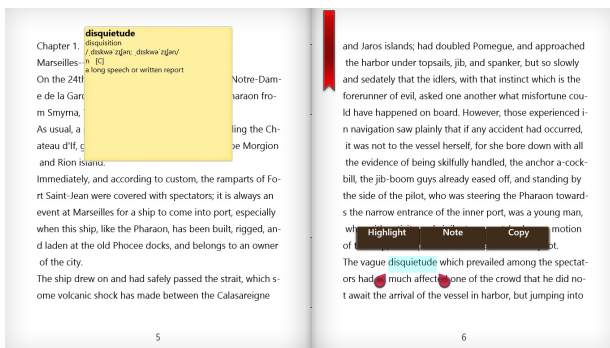 Chapter 1.
Marseilles--
On the 24th Notre-Dam-
e de la Garde haraon fro-
m Smyrna,
As usual, a ling the Ch-
ateau d'If, Morgion
and Rion island.
Immediately, and according to custom, the ramparts of Fo-
rt Saint-Jean were covered with spectators; it is always an
event at Marseilles for a ship to come into port, especially
when this ship, like the Pharaon, has been built, rigged, an-
d laden at the old Phocee docks, and belongs to an owner
of the city.
The ship drew on and had safely passed the strait, which s-
ome volcanic shock has made between the Calasareigne
5
disquietude
disquisition
/ˌdɪskwəˈzɪʃən; ˌdɪskwəˈzɪʃən/
n [C]
a long speech or written report
and Jaros islands; had doubled Pomegue, and approached
the harbor under topsails, jib, and spanker, but so slowly
and sedately that the idlers, with that instinct which is the
forerunner of evil, asked one another what misfortune cou-
ld have happened on board. However, those experienced i-
n navigation saw plainly that if any accident had occurred,
it was not to the vessel herself, for she bore down with all
the evidence of being skilfully handled, the anchor a-cock-
bill, the jib-boom guys already eased off, and standing by
the side of the pilot, who was steering the Pharaon toward-
s the narrow entrance of the inner port, was a young man,
motion
Highlight Note Copy
of
The vague disquietude which prevailed among the spectat-
ors had so much affected one of the crowd that he did no-
t await the arrival of the vessel in harbor, but jumping into
6